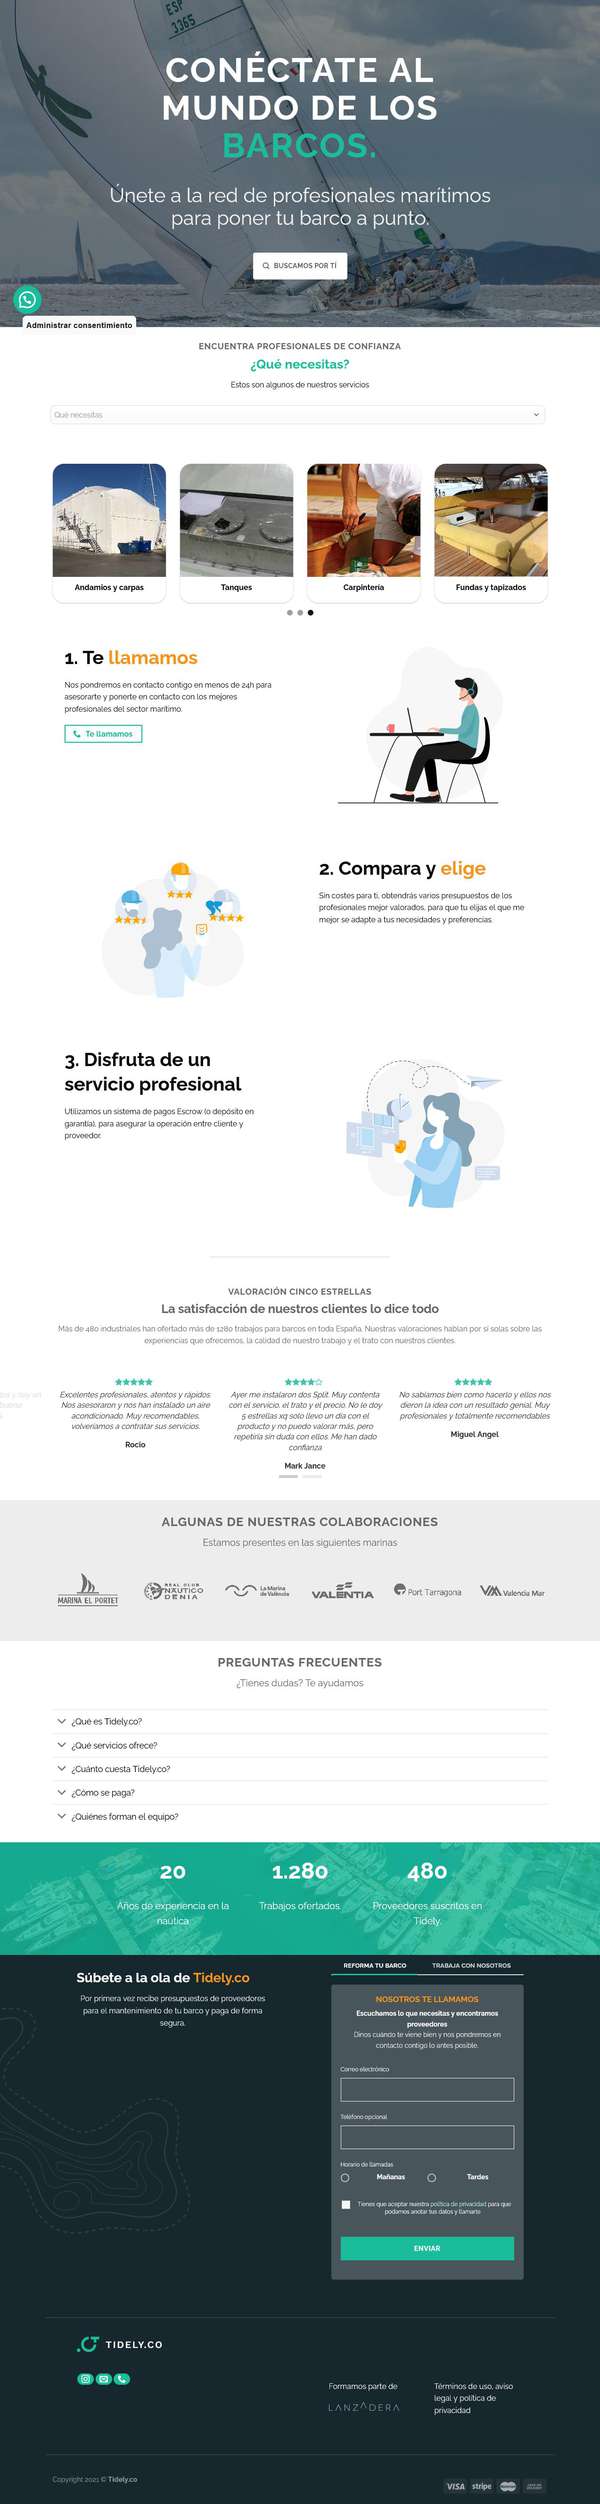 ESP
3365
CONÉCTATE AL
MUNDO DE LOS
BARCOS.
Únete a la red de profesionales marítimos
para poner tu barco a punto.
BUSCAMOS POR TÍ
Administrar consentimiento
ENCUENTRA PROFESIONALES DE CONFIANZA
¿Qué necesitas?
Estos son algunos de nuestros servicios
Qué necesitas
Andamios y carpas
Tanques
Carpintería
Fundas y tapizados
1. Te llamamos
Nos pondremos en contacto contigo en menos de 24h para
asesorarte y ponerte en contacto con los mejores
profesionales del sector marítimo.
Te llamamos
2. Compara y elige
Sin costes para ti, obtendrás varios presupuestos de los
profesionales mejor valorados, para que tu elijas el que me
mejor se adapte a tus necesidades y preferencias.
3. Disfruta de un
servicio profesional
Utilizamos un sistema de pagos Escrow (o depósito en
garantía), para asegurar la operación entre cliente y
proveedor.
VALORACIÓN CINCO ESTRELLAS
La satisfacción de nuestros clientes lo dice todo
Más de 480 industriales han ofertado más de 1280 trabajos para barcos en toda España. Nuestras valoraciones hablan por si solas sobre las
experiencias que ofrecemos, la calidad de nuestro trabajo y el trato con nuestros clientes.
Excelentes profesionales, atentos y rápidos.
Nos asesoraron y nos han instalado un aire
acondicionado. Muy recomendables,
volveríamos a contratar sus servicios.
Rocio
Ayer me instalaron dos Split. Muy contenta
con el servicio, el trato y el precio. No le doy
5 estrellas xq solo llevo un día con el
producto y no puedo valorar más, pero
repetiría sin duda con ellos. Me han dado
confianza
Mark Jance
No sabíamos bien como hacerlo y ellos nos
dieron la idea con un resultado genial. Muy
profesionales y totalmente recomendables
Miguel Angel
ALGUNAS DE NUESTRAS COLABORACIONES
Estamos presentes en las siguientes marinas
MARINA EL PORTET
REAL CLUB
NÁUTICO
DÉNIA
La Marina
de València
VALÈNTIA
Port Tarragona
Valencia Mar
PREGUNTAS FRECUENTES
¿Tienes dudas? Te ayudamos
¿Qué es Tidely.co?
¿Qué servicios ofrece?
¿Cuánto cuesta Tidely.co?
¿Cómo se paga?
¿Quiénes forman el equipo?
20
Años de experiencia en la
naútica
1.280
Trabajos ofertados
480
Proveedores suscritos en
Tidely.
Súbete a la ola de Tidely.co
Por primera vez recibe presupuestos de proveedores
para el mantenimiento de tu barco y paga de forma
segura.
REFORMA TU BARCO
TRABAJA CON NOSOTROS
NOSOTROS TE LLAMAMOS
Escuchamos lo que necesitas y encontramos
proveedores
Dinos cuándo te viene bien y nos pondremos en
contacto contigo lo antes posible.
Correo electrónico
Teléfono opcional
Horario de llamadas
Mañanas
Tardes
Tienes que aceptar nuestra política de privacidad para que
podamos anotar tus datos y llamarte
ENVIAR
TIDELY.CO
Formamos parte de
LANZADERA
Términos de uso, aviso
legal y política de
privacidad
Copyright 2021 © Tidely.co
VISA
stripe